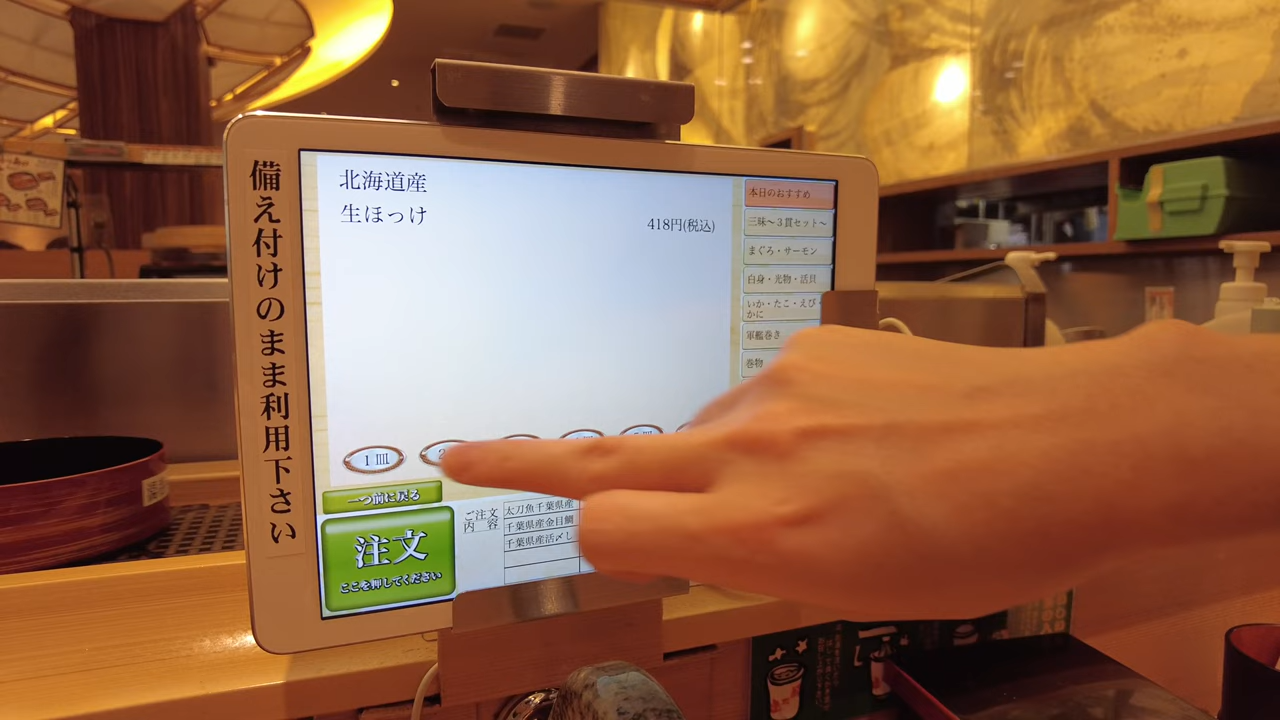 備え付けのまま利用下さい
北海道産
生ほっけ
418円(税込)
本日のおすすめ
三昧～3貫セット～
まぐろ・サーモン
白身・光物・活貝
いか・たこ・えび・
かに
軍艦巻き
巻物
1皿
一つ前に戻る
注文
ここを押してください
ご注文
内容
太刀魚千葉県産
千葉県産金目鯛
千葉県産活〆し